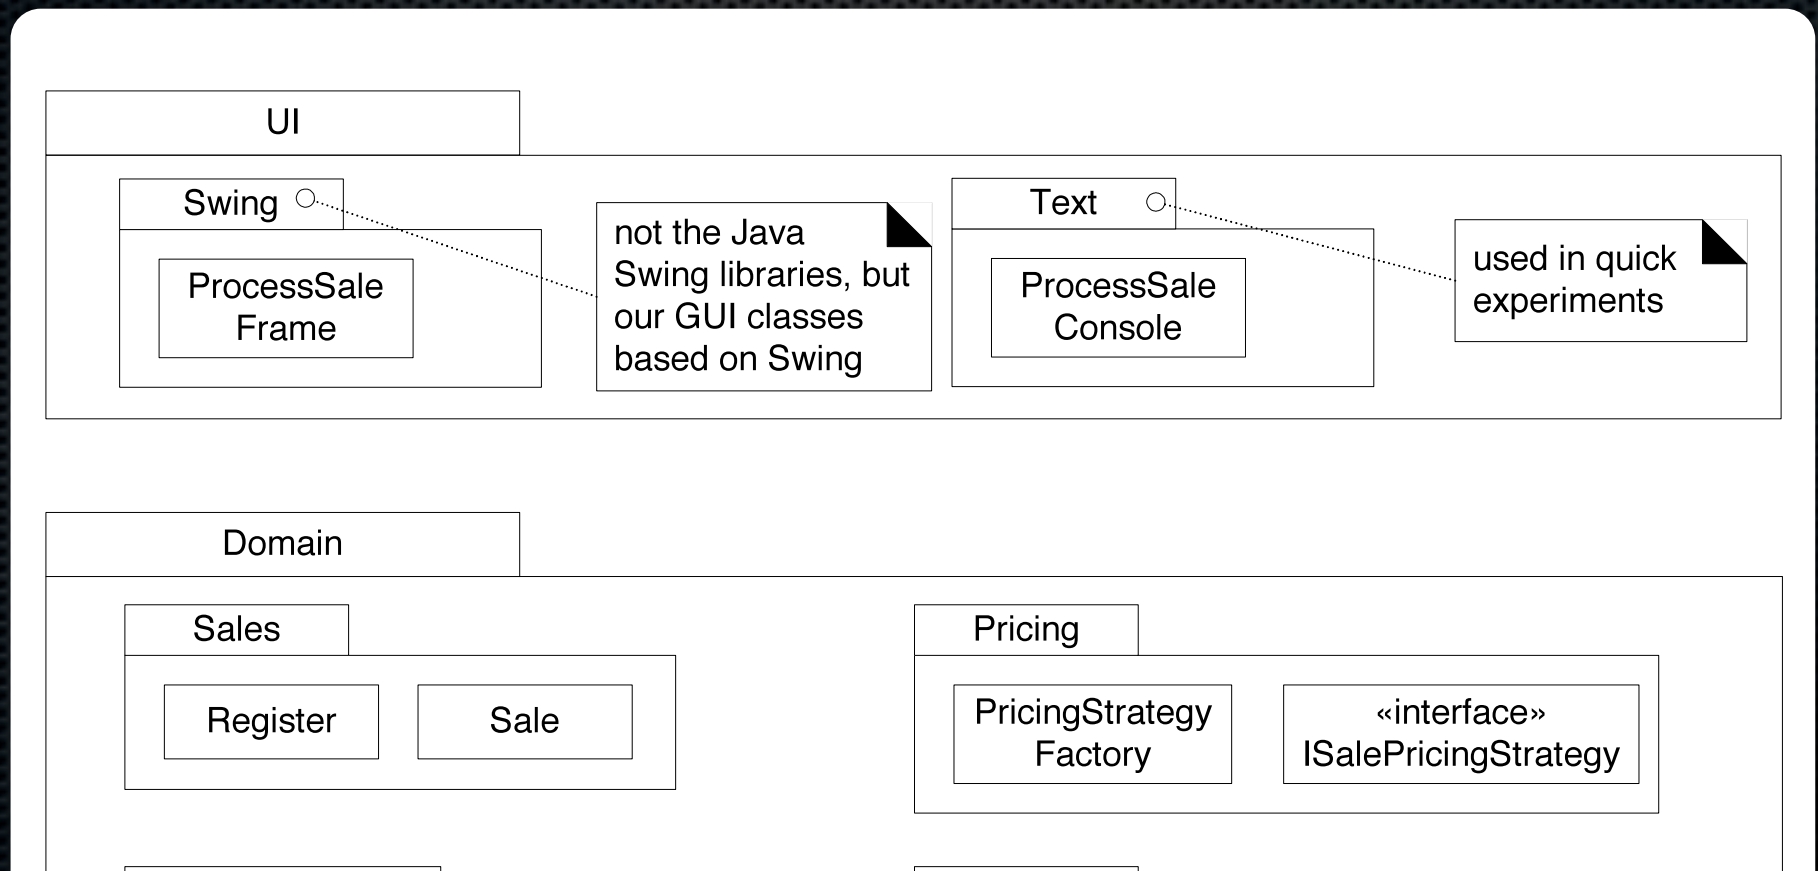 UI
Swing
ProcessSale
Frame
not the Java
Swing libraries, but
our GUI classes
based on Swing
Text
ProcessSale
Console
used in quick
experiments
Domain
Sales
Register
Sale
Pricing
PricingStrategy
Factory
«interface»
ISalePricingStrategy